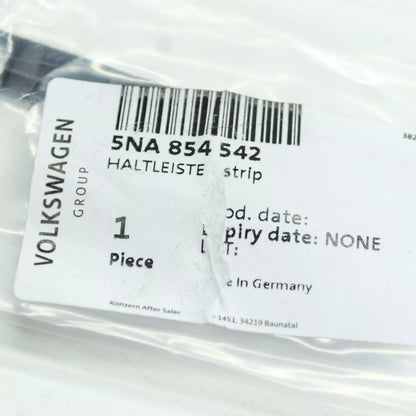 VOLKSWAGEN
GROUP
382
5NA 854 542
HALTLEISTE strip
1
Piece
od. date:
piry date: NONE
T:
e In Germany
Konzern After Sales
1451, 34219 Baunatal